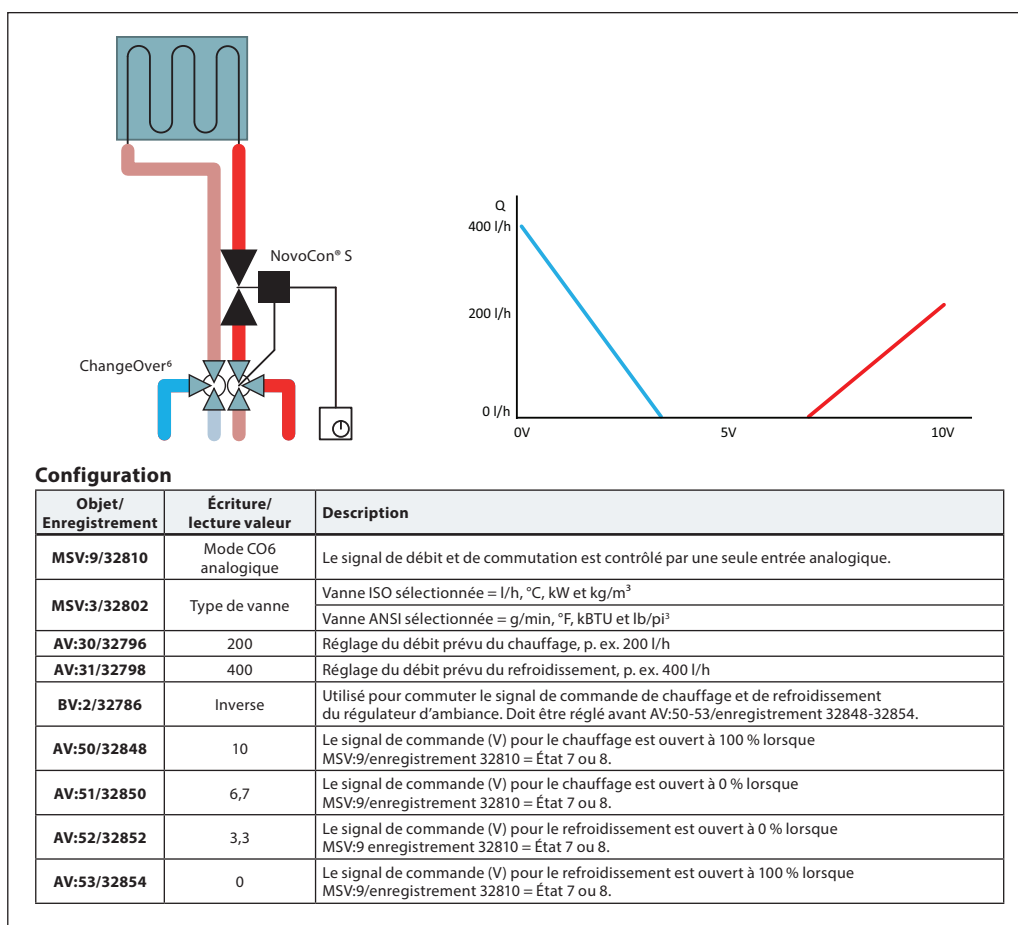 NovoCon® S
ChangeOver⁶
Q
400 l/h
200 l/h
0 l/h
0V
5V
10V
Configuration
Objet/
Enregistrement
Écriture/
lecture valeur
Description
MSV:9/32810
Mode CO6
analogique
Le signal de débit et de commutation est contrôlé par une seule entrée analogique.
MSV:3/32802
Type de vanne
Vanne ISO sélectionnée = l/h, °C, kW et kg/m³
Vanne ANSI sélectionnée = g/min, °F, kBTU et lb/pi³
AV:30/32796
200
Réglage du débit prévu du chauffage, p. ex. 200 l/h
AV:31/32798
400
Réglage du débit prévu du refroidissement, p. ex. 400 l/h
BV:2/32786
Inverse
Utilisé pour commuter le signal de commande de chauffage et de refroidissement
du régulateur d'ambiance. Doit être réglé avant AV:50-53/enregistrement 32848-32854.
AV:50/32848
10
Le signal de commande (V) pour le chauffage est ouvert à 100 % lorsque
MSV:9/enregistrement 32810 = État 7 ou 8.
AV:51/32850
6,7
Le signal de commande (V) pour le chauffage est ouvert à 0 % lorsque
MSV:9/enregistrement 32810 = État 7 ou 8.
AV:52/32852
3,3
Le signal de commande (V) pour le refroidissement est ouvert à 0 % lorsque
MSV:9 enregistrement 32810 = État 7 ou 8.
AV:53/32854
0
Le signal de commande (V) pour le refroidissement est ouvert à 100 % lorsque
MSV:9/enregistrement 32810 = État 7 ou 8.